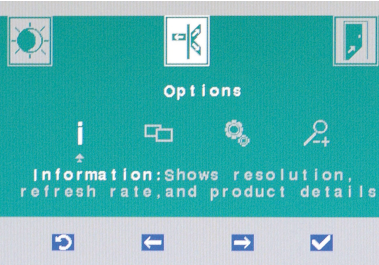 Options
Information:Shows resolution,
refresh rate,and product details